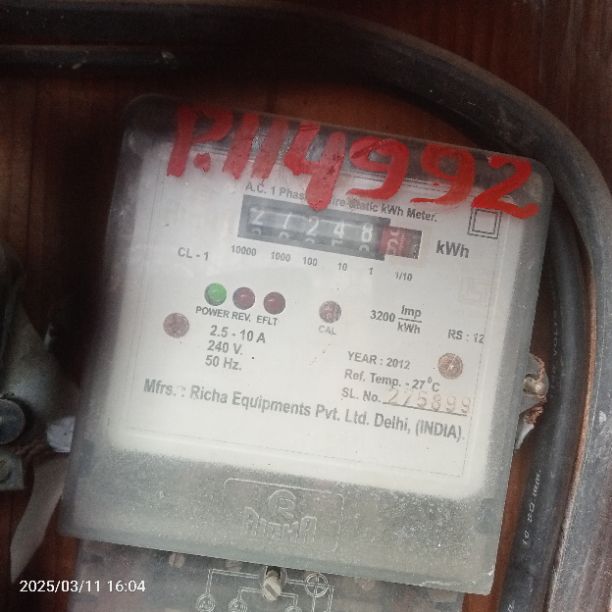 P.114992
A.C. 1 Phase Wire Static kWh Meter.
27248
kWh
CL - 1 10000 1000 100 10 1 1/10
POWER REV. EFLT
CAL
3200 Imp/kWh
RS : 12
2.5 - 10 A
240 V.
50 Hz.
YEAR : 2012
Ref. Temp. - 27°C
SL. No. 275899
Mfrs. : Richa Equipments Pvt. Ltd. Delhi, (INDIA).
2025/03/11 16:04